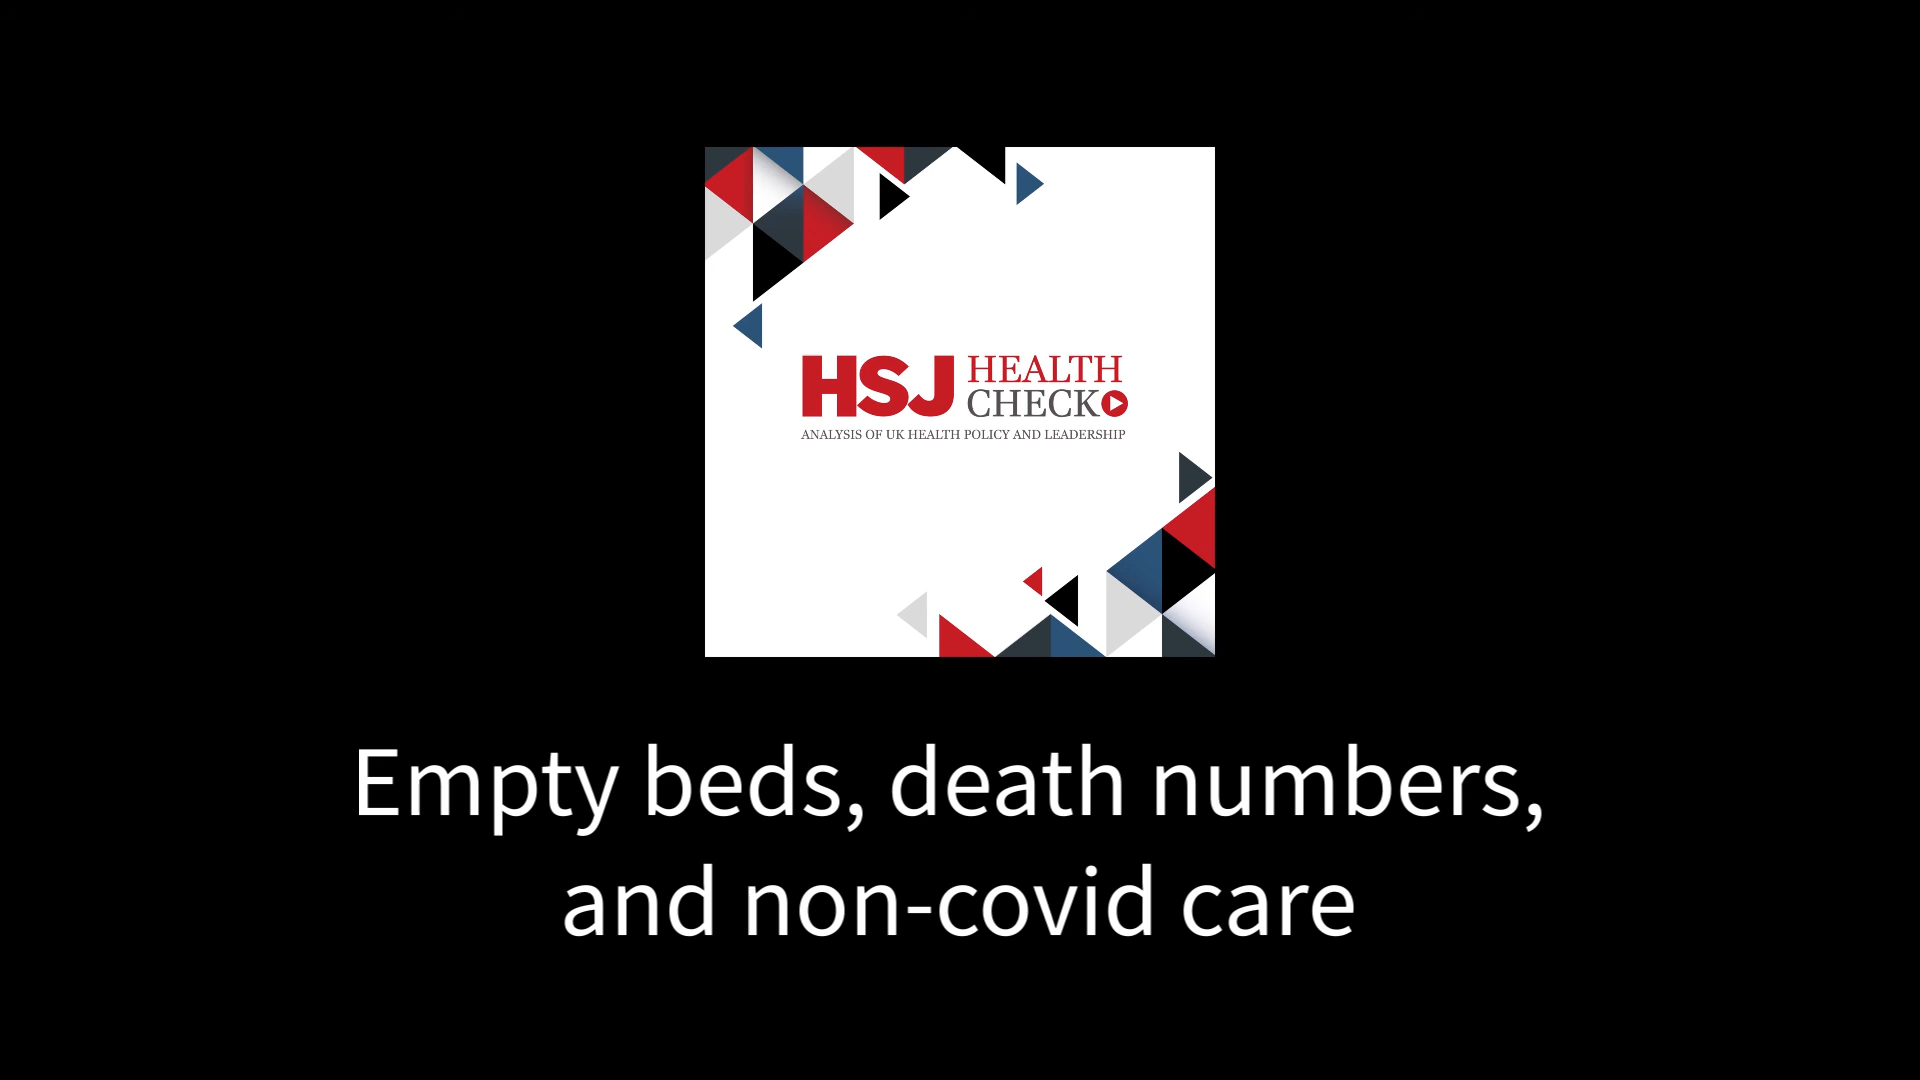 HSJ HEALTH
CHECK
ANALYSIS OF UK HEALTH POLICY AND LEADERSHIP
Empty beds, death numbers,
and non-covid care